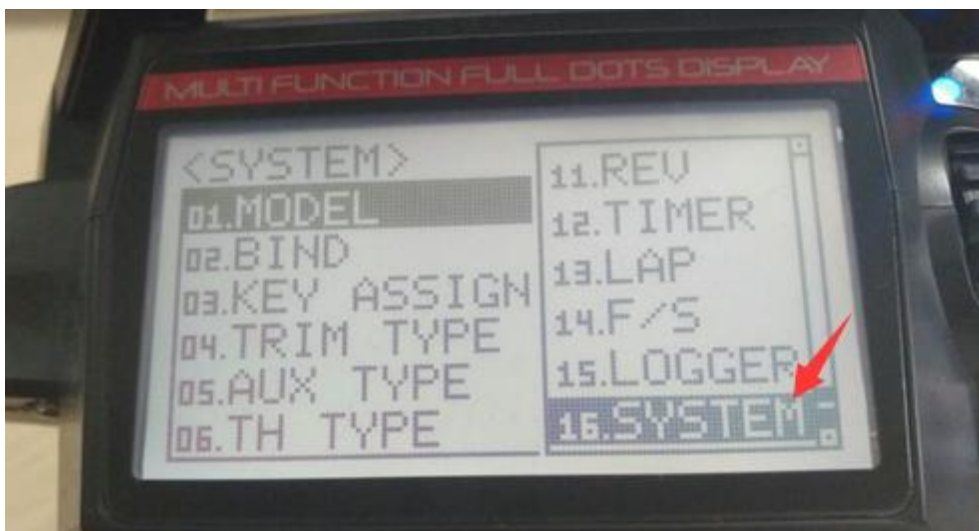 MULTI FUNCTION FULL DOTS DISPLAY
<SYSTEM>
01.MODEL
02.BIND
03.KEY ASSIGN
04.TRIM TYPE
05.AUX TYPE
06.TH TYPE
11.REV
12.TIMER
13.LAP
14.F/S
15.LOGGER
16.SYSTEM